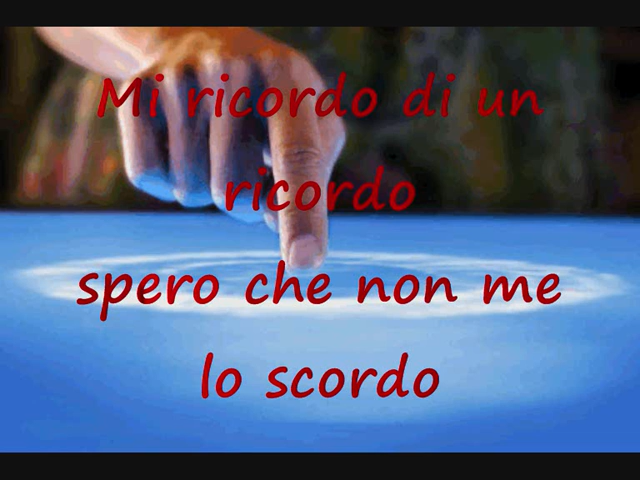 Mi ricordo di un
ricordo
spero che non me
lo scordo